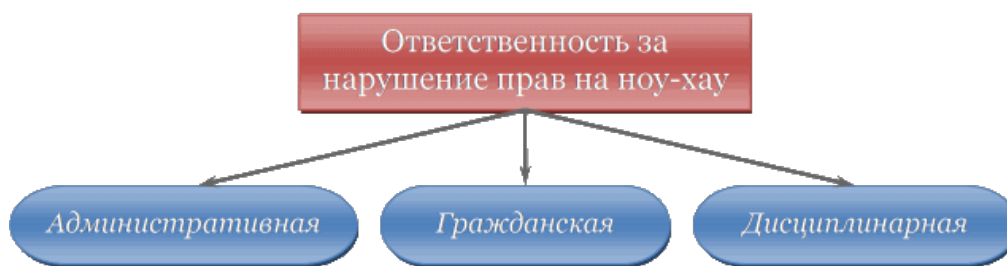 Ответственность за
нарушение прав на ноу-хау
Административная
Гражданская
Дисциплинарная